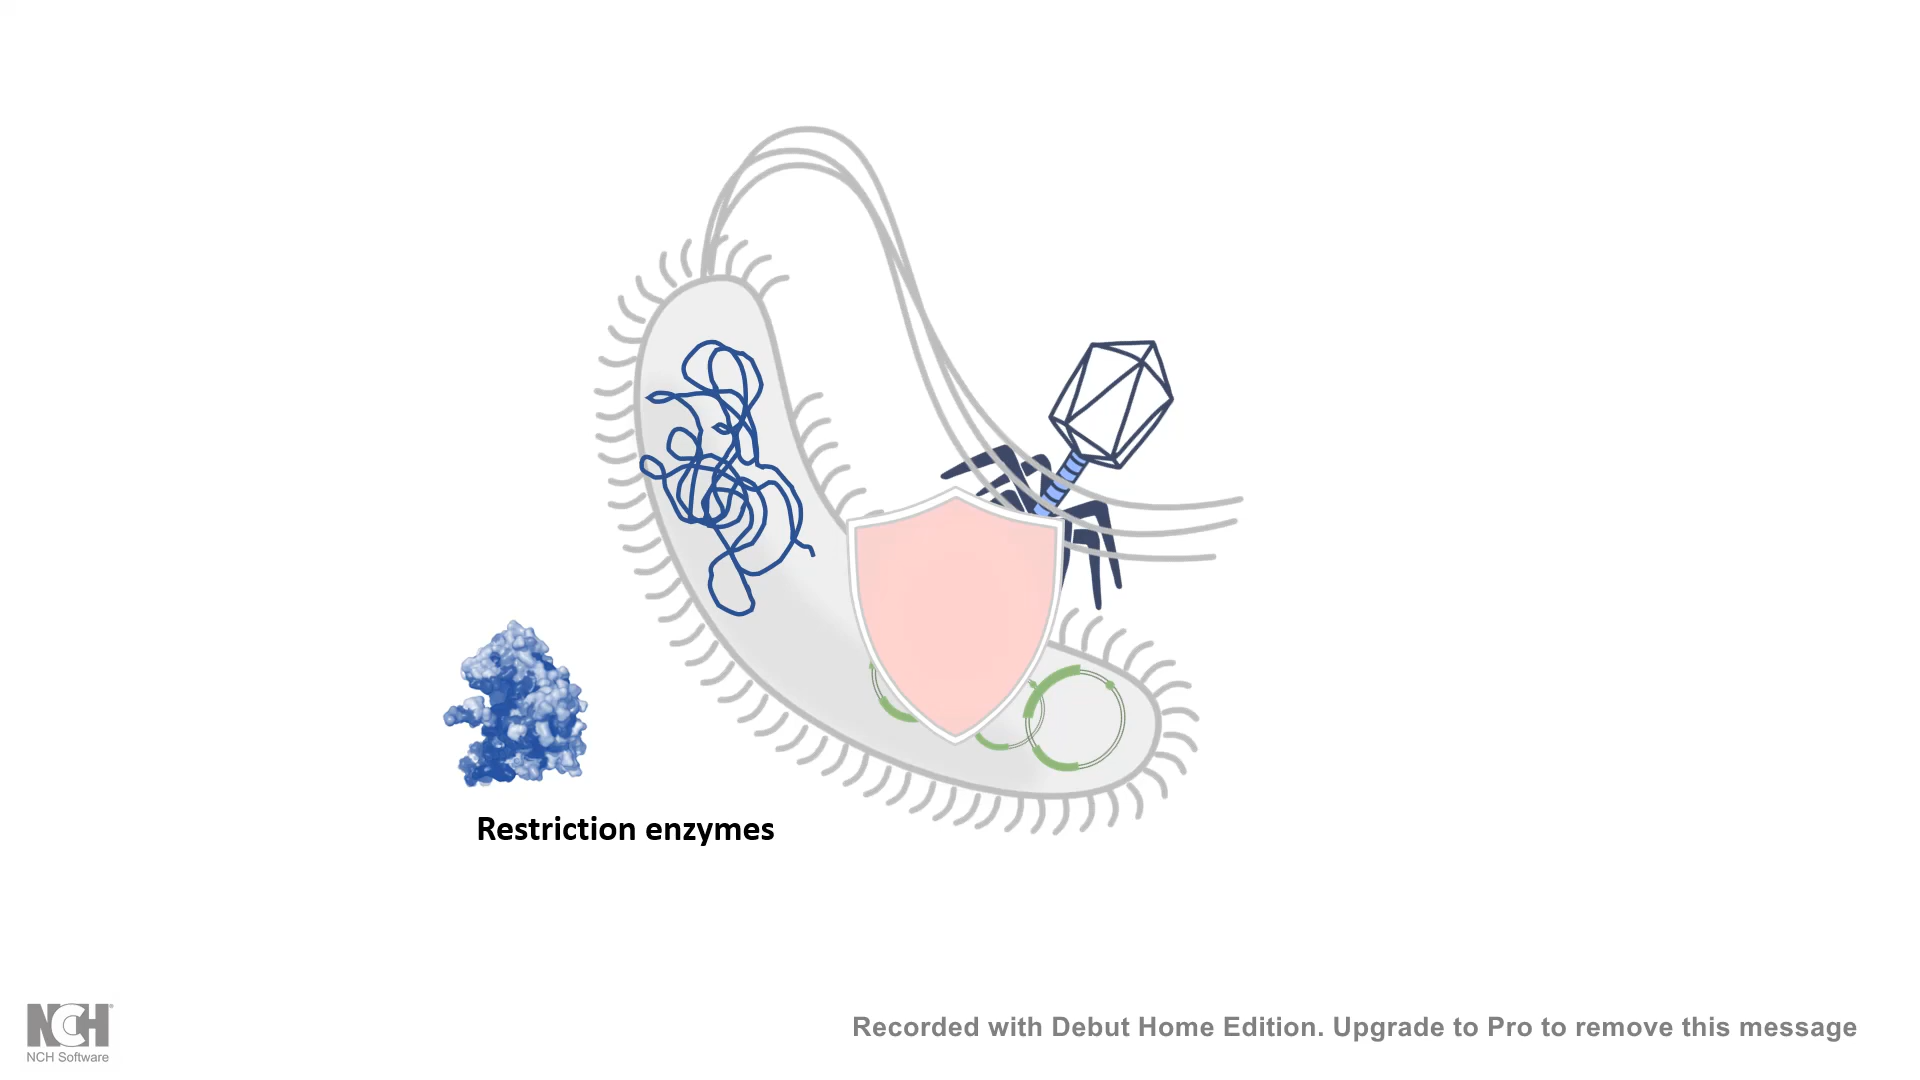 Restriction enzymes
NCH
NCH Software
Recorded with Debut Home Edition. Upgrade to Pro to remove this message